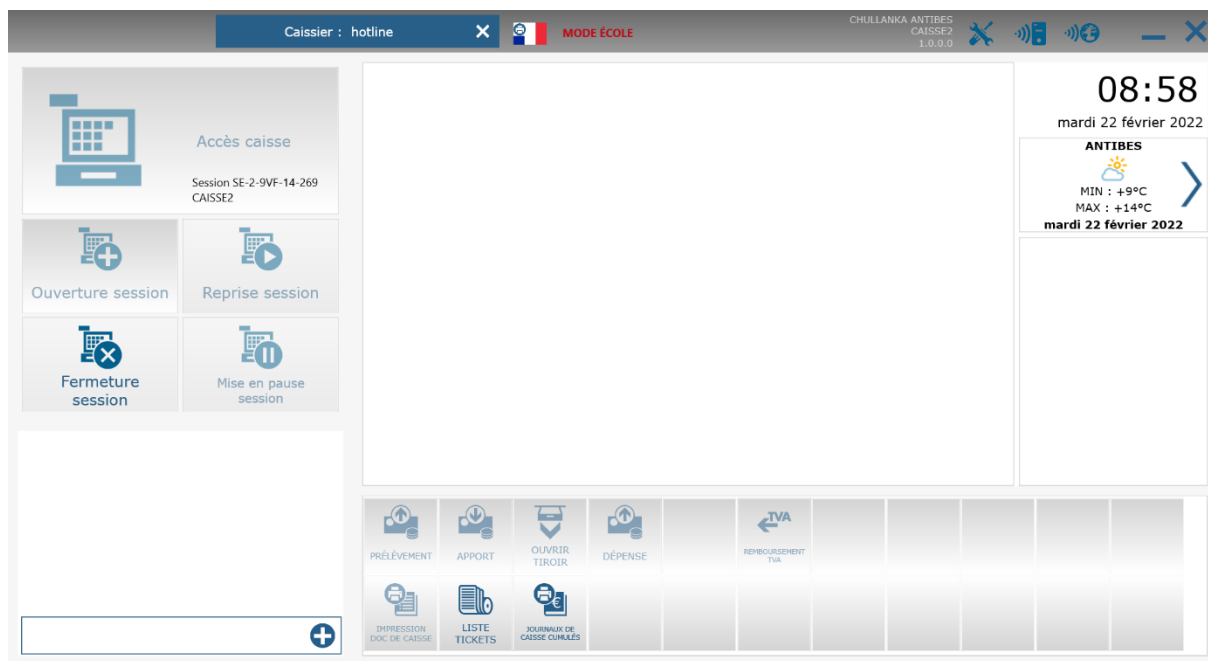 Caissier : hotline
MODE ÉCOLE
CHULLANKA ANTIBES
CAISSE2
1.0.0.0
Accès caisse
Session SE-2-9VF-14-269
CAISSE2
Ouverture session
Reprise session
Fermeture
session
Mise en pause
session
08:58
mardi 22 février 2022
ANTIBES
MIN : +9°C
MAX : +14°C
mardi 22 février 2022
PRÉLÈVEMENT
APPORT
OUVRIR
TIROIR
DÉPENSE
TVA
REMBOURSEMENT
TVA
IMPRESSION
DOC DE CAISSE
LISTE
TICKETS
€
JOURNAUX DE
CAISSE CUMULÉS